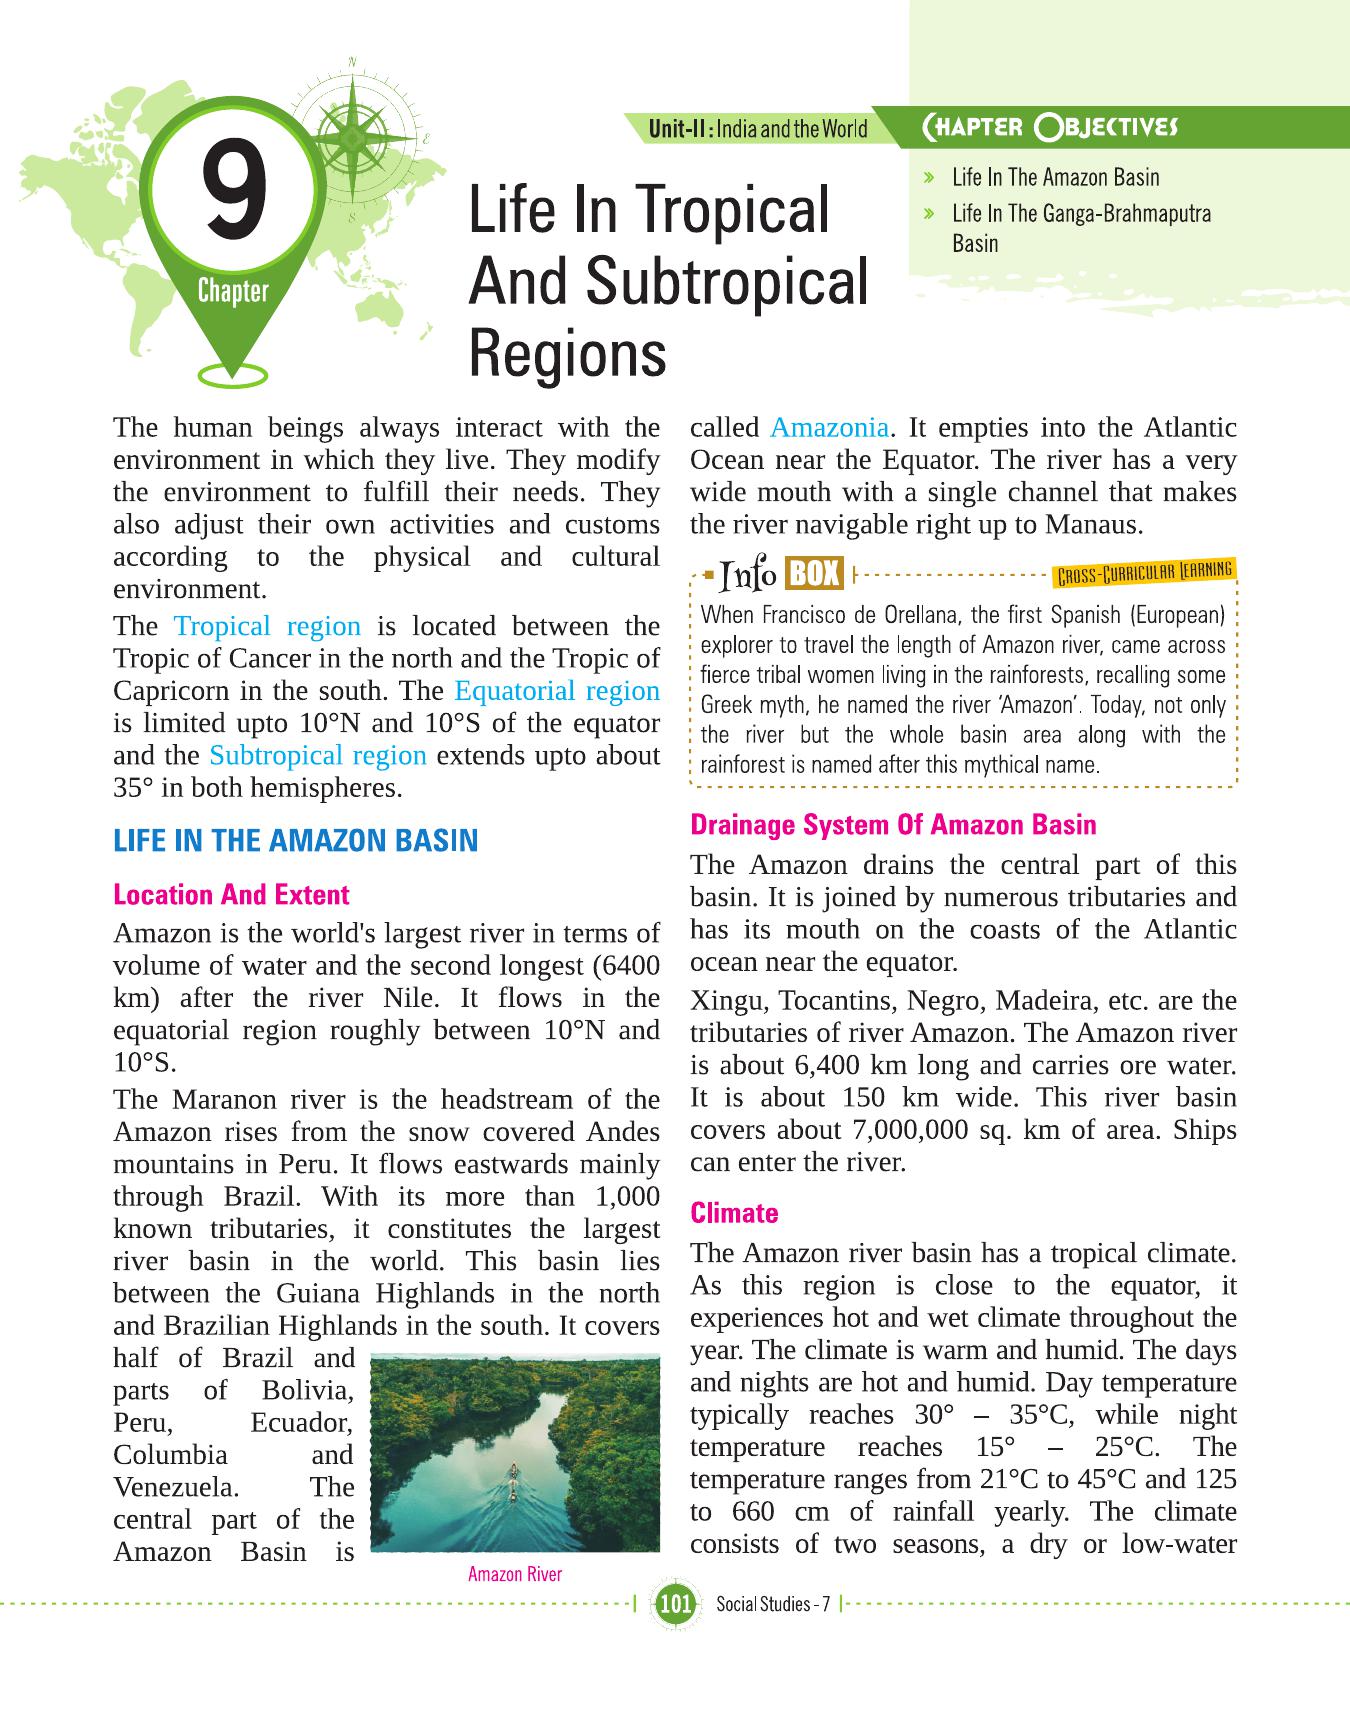 N
E
S
9
Chapter
Unit-II : India and the World
CHAPTER OBJECTIVES
» Life In The Amazon Basin
» Life In The Ganga-Brahmaputra
Basin
Life In Tropical
And Subtropical
Regions
The human beings always interact with the
environment in which they live. They modify
the environment to fulfill their needs. They
also adjust their own activities and customs
according to the physical and cultural
environment.
The Tropical region is located between the
Tropic of Cancer in the north and the Tropic of
Capricorn in the south. The Equatorial region
is limited upto 10°N and 10°S of the equator
and the Subtropical region extends upto about
35° in both hemispheres.
LIFE IN THE AMAZON BASIN
Location And Extent
Amazon is the world's largest river in terms of
volume of water and the second longest (6400
km) after the river Nile. It flows in the
equatorial region roughly between 10°N and
10°S.
The Maranon river is the headstream of the
Amazon rises from the snow covered Andes
mountains in Peru. It flows eastwards mainly
through Brazil. With its more than 1,000
known tributaries, it constitutes the largest
river basin in the world. This basin lies
between the Guiana Highlands in the north
and Brazilian Highlands in the south. It covers
half of Brazil and
parts of Bolivia,
Peru, Ecuador,
Columbia and
Venezuela. The
central part of the
Amazon Basin is
Amazon River
called Amazonia. It empties into the Atlantic
Ocean near the Equator. The river has a very
wide mouth with a single channel that makes
the river navigable right up to Manaus.
Info BOX
CROSS-CURRICULAR LEARNING
When Francisco de Orellana, the first Spanish (European)
explorer to travel the length of Amazon river, came across
fierce tribal women living in the rainforests, recalling some
Greek myth, he named the river ‘Amazon’. Today, not only
the river but the whole basin area along with the
rainforest is named after this mythical name.
Drainage System Of Amazon Basin
The Amazon drains the central part of this
basin. It is joined by numerous tributaries and
has its mouth on the coasts of the Atlantic
ocean near the equator.
Xingu, Tocantins, Negro, Madeira, etc. are the
tributaries of river Amazon. The Amazon river
is about 6,400 km long and carries ore water.
It is about 150 km wide. This river basin
covers about 7,000,000 sq. km of area. Ships
can enter the river.
Climate
The Amazon river basin has a tropical climate.
As this region is close to the equator, it
experiences hot and wet climate throughout the
year. The climate is warm and humid. The days
and nights are hot and humid. Day temperature
typically reaches 30° – 35°C, while night
temperature reaches 15° – 25°C. The
temperature ranges from 21°C to 45°C and 125
to 660 cm of rainfall yearly. The climate
consists of two seasons, a dry or low-water
101 Social Studies - 7